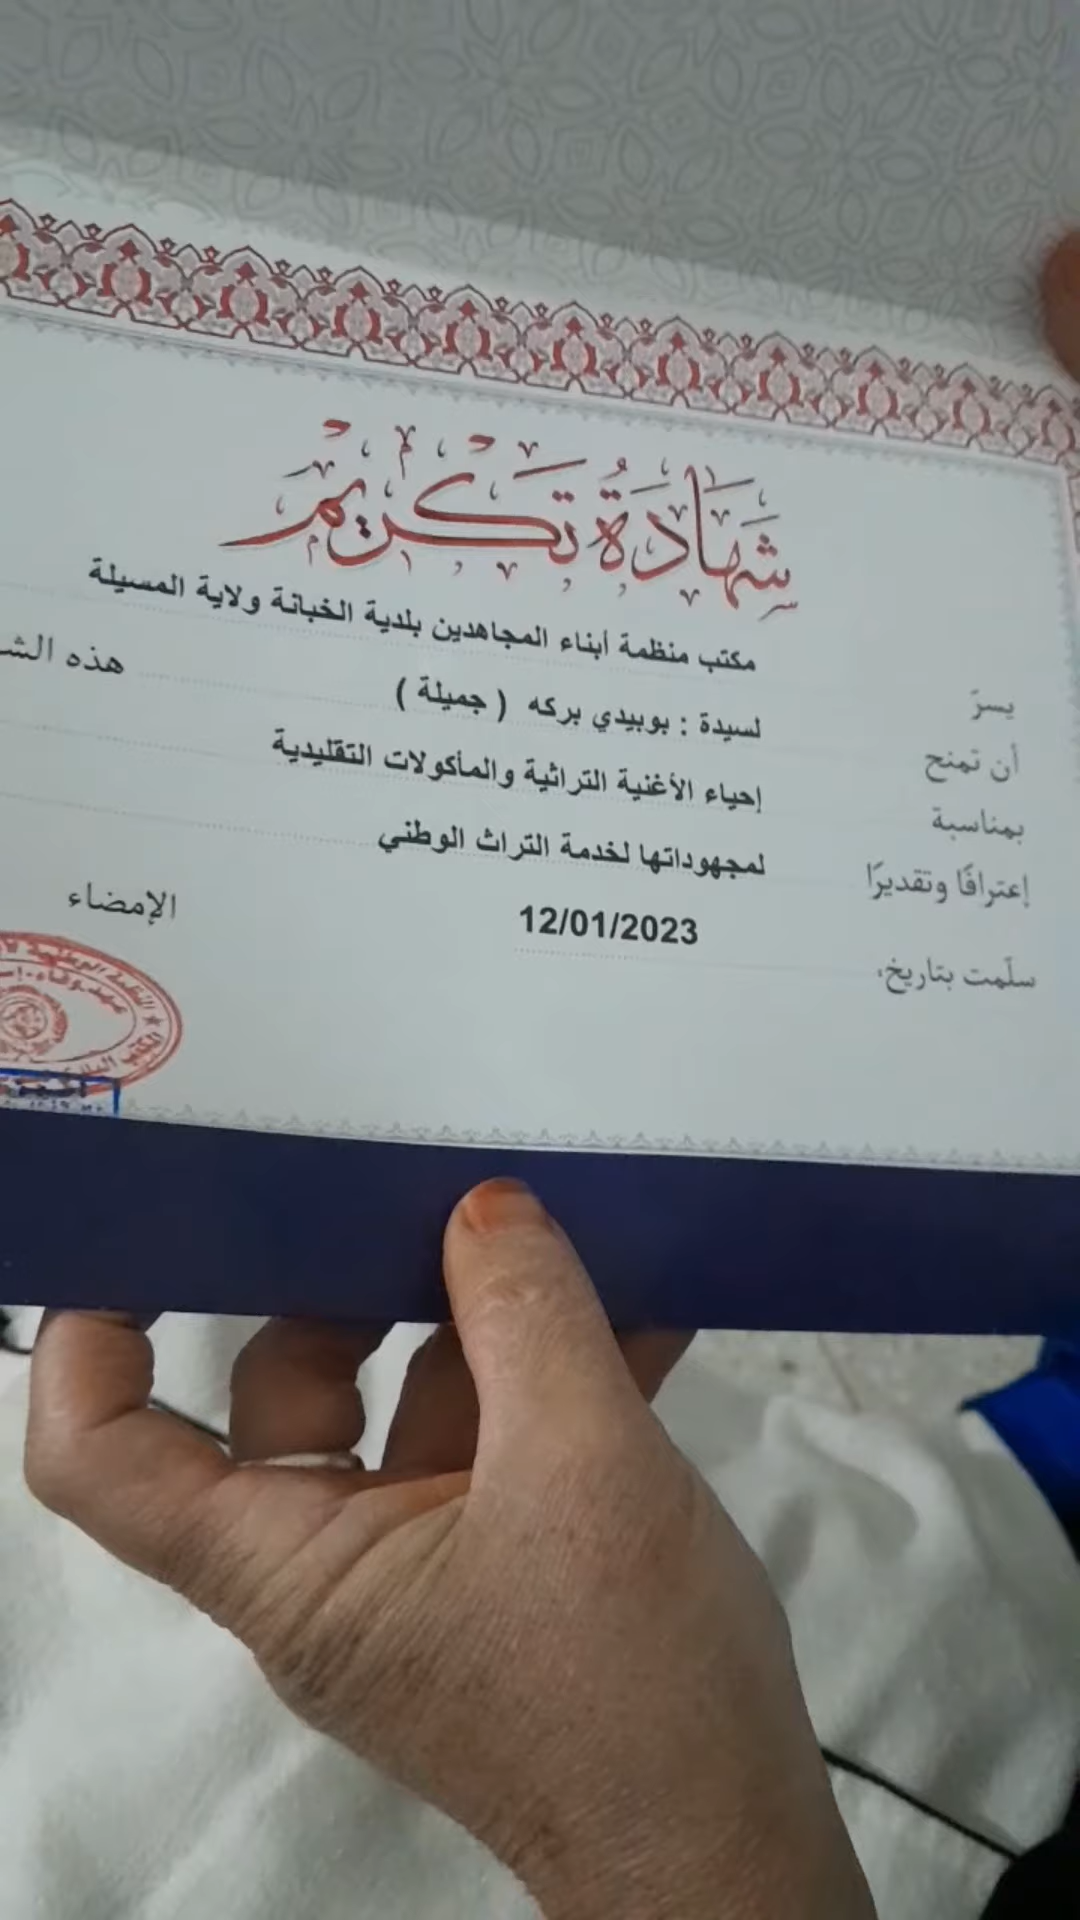 شهادة تكريم
يسرّ مكتب منظمة أبناء المجاهدين بلدية الخبانة ولاية المسيلة
أن تمنح لسيدة : بوبيدي بركه ( جميلة ) هذه
بمناسبة إحياء الأغنية التراثية والمأكولات التقليدية
إعترافًا وتقديرًا لمجهوداتها لخدمة التراث الوطني
سلّمت بتاريخ، 12/01/2023
الإمضاء